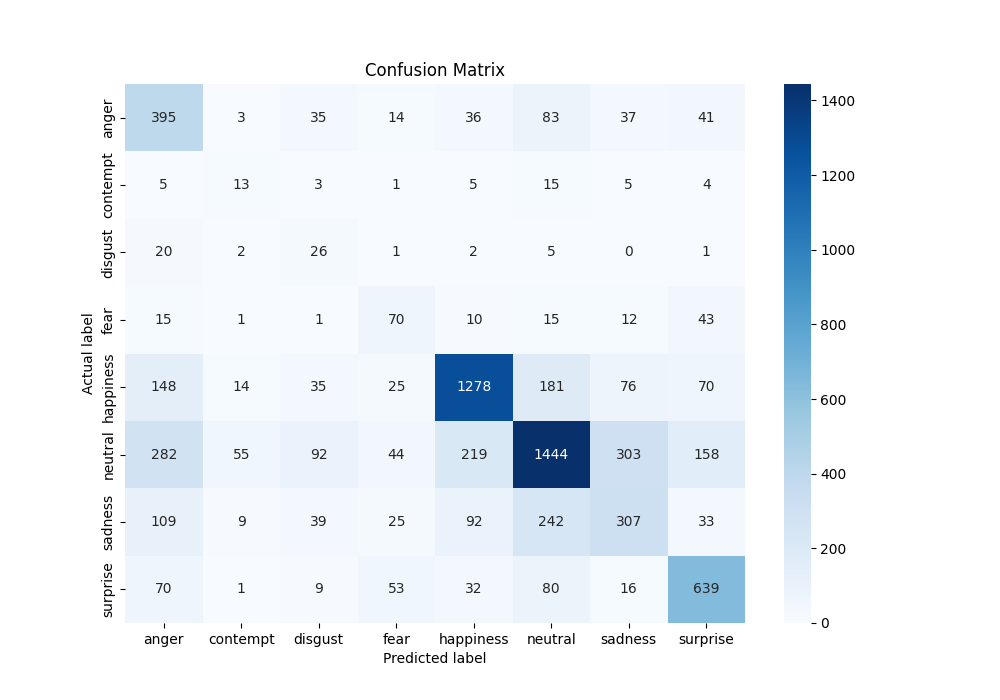 Confusion Matrix
Actual label
anger 395 3 35 14 36 83 37 41
contempt 5 13 3 1 5 15 5 4
disgust 20 2 26 1 2 5 0 1
fear 15 1 1 70 10 15 12 43
happiness 148 14 35 25 1278 181 76 70
neutral 282 55 92 44 219 1444 303 158
sadness 109 9 39 25 92 242 307 33
surprise 70 1 9 53 32 80 16 639
anger contempt disgust fear happiness neutral sadness surprise
Predicted label
1400
1200
1000
800
600
400
200
0